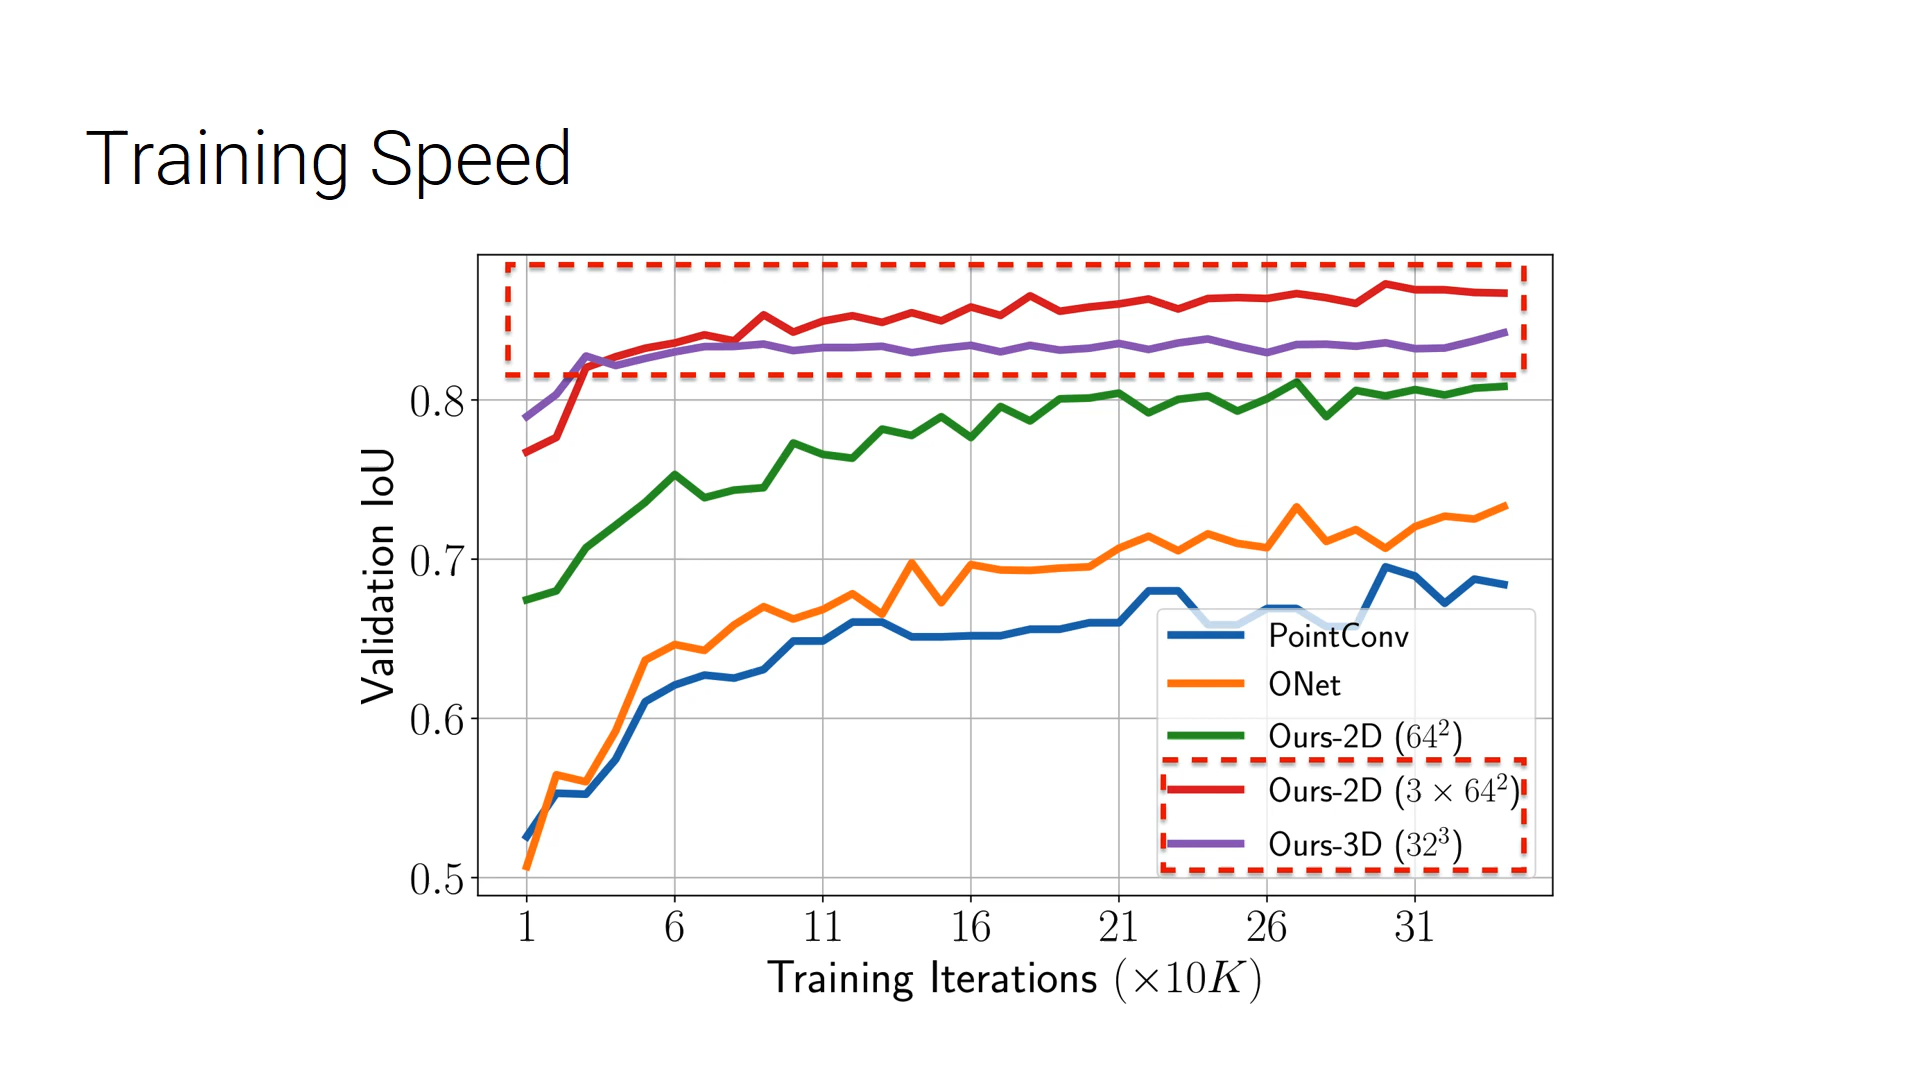 Training Speed
Validation IoU
0.8
0.7
0.6
0.5
PointConv
ONet
Ours-2D (64²)
Ours-2D (3 × 64²)
Ours-3D (32³)
1 6 11 16 21 26 31
Training Iterations (×10K)